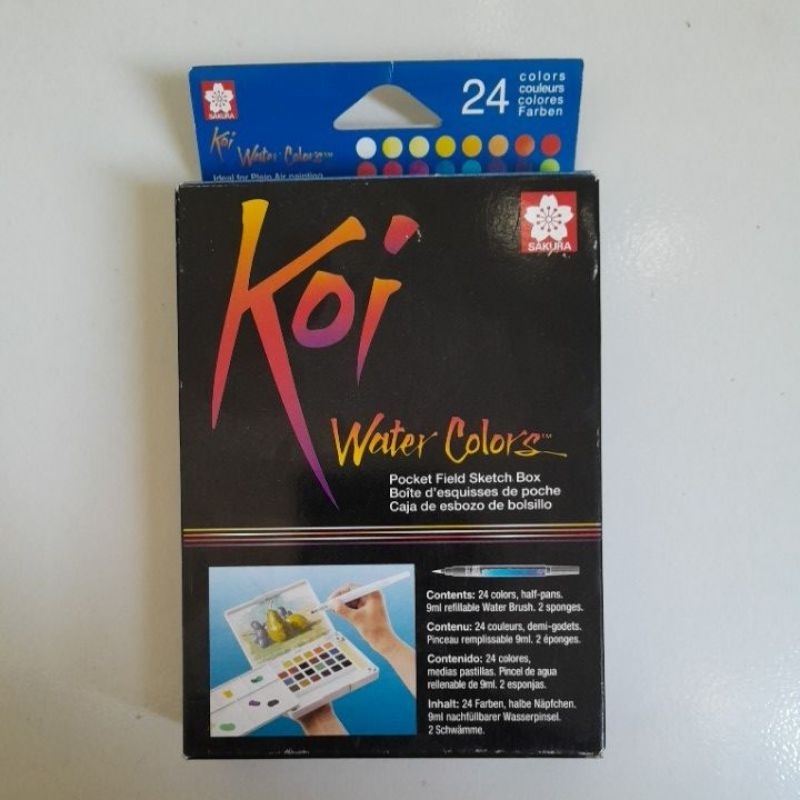 SAKURA
24
colors
couleurs
colores
Farben
Koi
Water Colors™
Ideal for Plein Air painting
Koi
SAKURA
Water Colors™
Pocket Field Sketch Box
Boîte d'esquisses de poche
Caja de esbozo de bolsillo
Contents: 24 colors, half-pans.
9ml refillable Water Brush. 2 sponges.
Contenu: 24 couleurs, demi-godets.
Pinceau remplissable 9ml. 2 éponges.
Contenido: 24 colores,
medias pastillas. Pincel de agua
rellenable de 9ml. 2 esponjas.
Inhalt: 24 Farben, halbe Näpfchen.
9ml nachfüllbarer Wasserpinsel.
2 Schwämme.